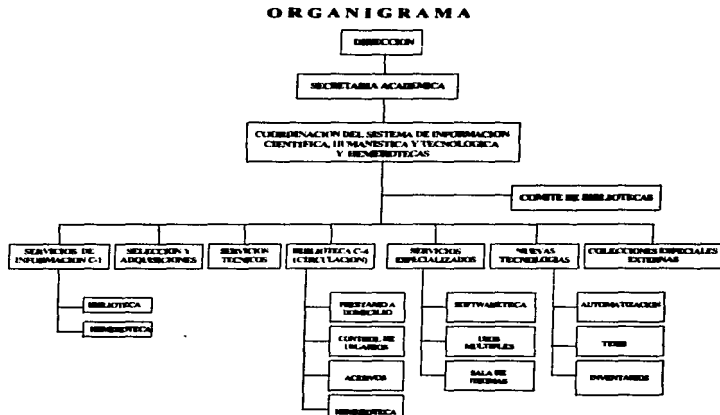 ORGANIGRAMA
DIRECCION
SECRETARIA ACADEMICA
COORDINACION DEL SISTEMA DE INFORMACION
CIENTIFICA, HUMANISTICA Y TECNOLOGICA
Y HEMEROTECAS
COMITE DE BIBLIOTECAS
SERVICIOS DE
INFORMACION C-1
SELECCION Y
ADQUISICIONES
SERVICIOS
TECNICOS
BIBLIOTECA C-4
(CIRCULACION)
SERVICIOS
ESPECIALIZADOS
NUEVAS
TECNOLOGIAS
COLECCIONES ESPECIALES
EXTERNAS
BIBLIOTECA
HEMEROTECA
PRESTAMO A
DOMICILIO
CONTROL DE
USUARIOS
ACERVOS
HEMEROTECA
SOFTWARETECA
USOS
MULTIPLES
SALA DE
AUTOMATIZACION
TESIS
INVENTARIOS